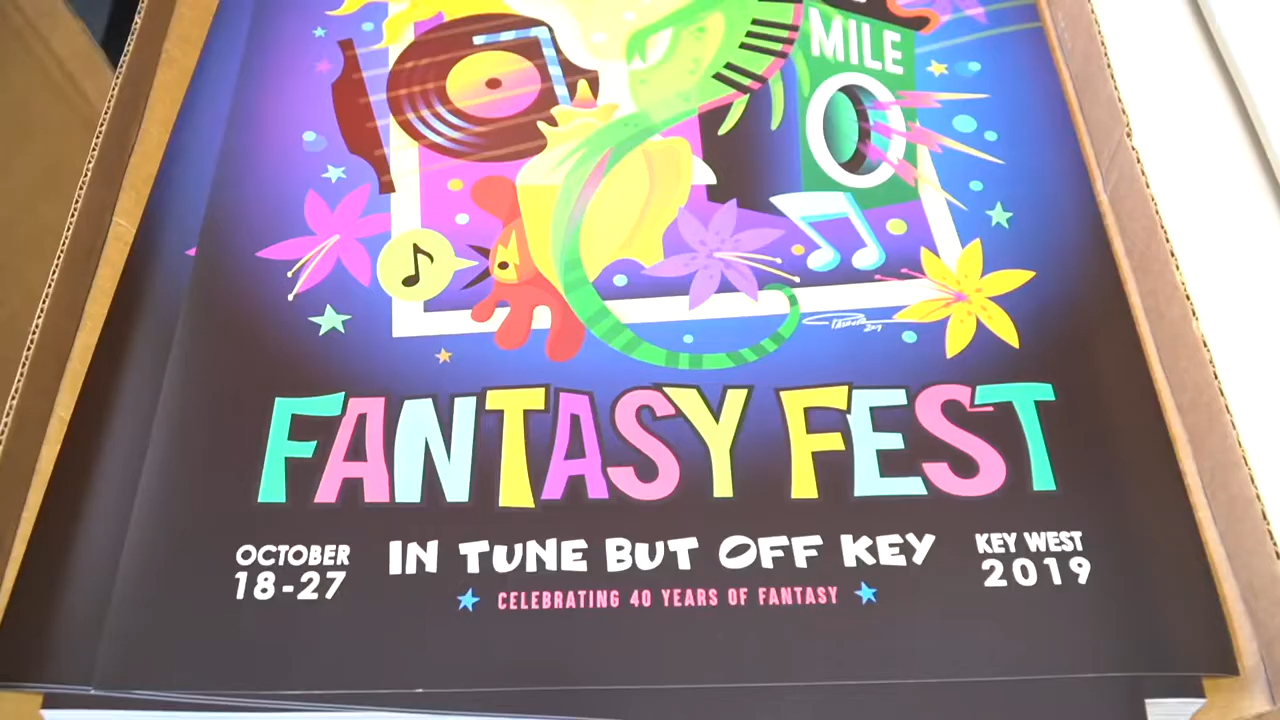 MILE
0
FANTASY FEST
OCTOBER
18-27
IN TUNE BUT OFF KEY
CELEBRATING 40 YEARS OF FANTASY
KEY WEST
2019